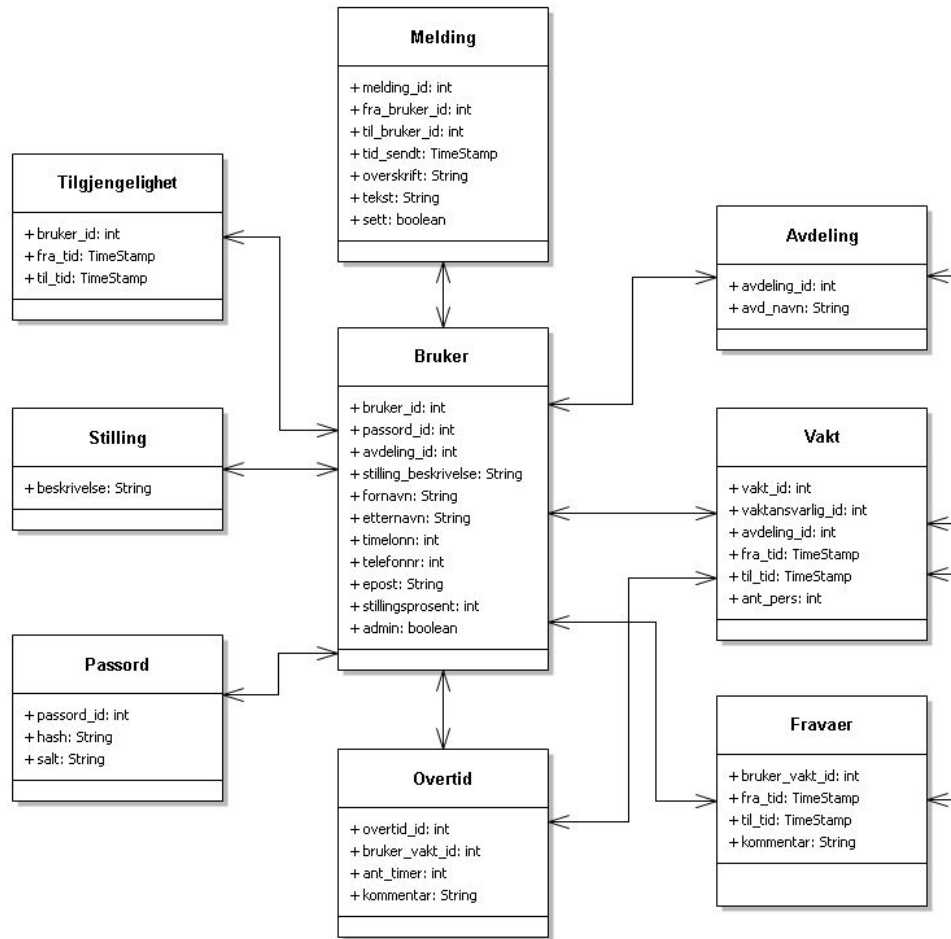 Melding
+ melding_id: int
+ fra_bruker_id: int
+ til_bruker_id: int
+ tid_sendt: TimeStamp
+ overskrift: String
+ tekst: String
+ sett: boolean
Tilgjengelighet
+ bruker_id: int
+ fra_tid: TimeStamp
+ til_tid: TimeStamp
Avdeling
+ avdeling_id: int
+ avd_navn: String
Bruker
+ bruker_id: int
+ passord_id: int
+ avdeling_id: int
+ stilling_beskrivelse: String
+ fornavn: String
+ etternavn: String
+ timelonn: int
+ telefonnr: int
+ epost: String
+ stillingsprosent: int
+ admin: boolean
Stilling
+ beskrivelse: String
Vakt
+ vakt_id: int
+ vaktansvarlig_id: int
+ avdeling_id: int
+ fra_tid: TimeStamp
+ til_tid: TimeStamp
+ ant_pers: int
Passord
+ passord_id: int
+ hash: String
+ salt: String
Overtid
+ overtid_id: int
+ bruker_vakt_id: int
+ ant_timer: int
+ kommentar: String
Fravaer
+ bruker_vakt_id: int
+ fra_tid: TimeStamp
+ til_tid: TimeStamp
+ kommentar: String